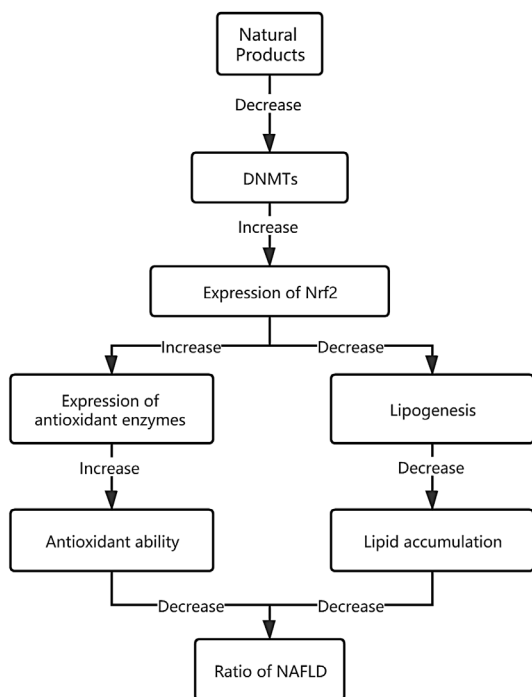 Natural
Products
Decrease
DNMTs
Increase
Expression of Nrf2
Increase
Decrease
Expression of
antioxidant enzymes
Lipogenesis
Increase
Decrease
Antioxidant ability
Lipid accumulation
Decrease
Decrease
Ratio of NAFLD